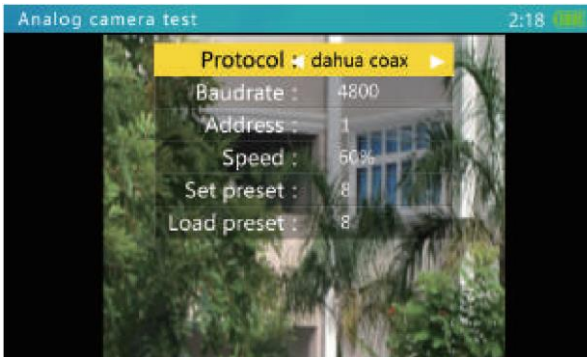 Analog camera test 2:18
Protocol : dahua coax
Baudrate : 4800
Address : 1
Speed : 60%
Set preset : 8
Load preset : 8